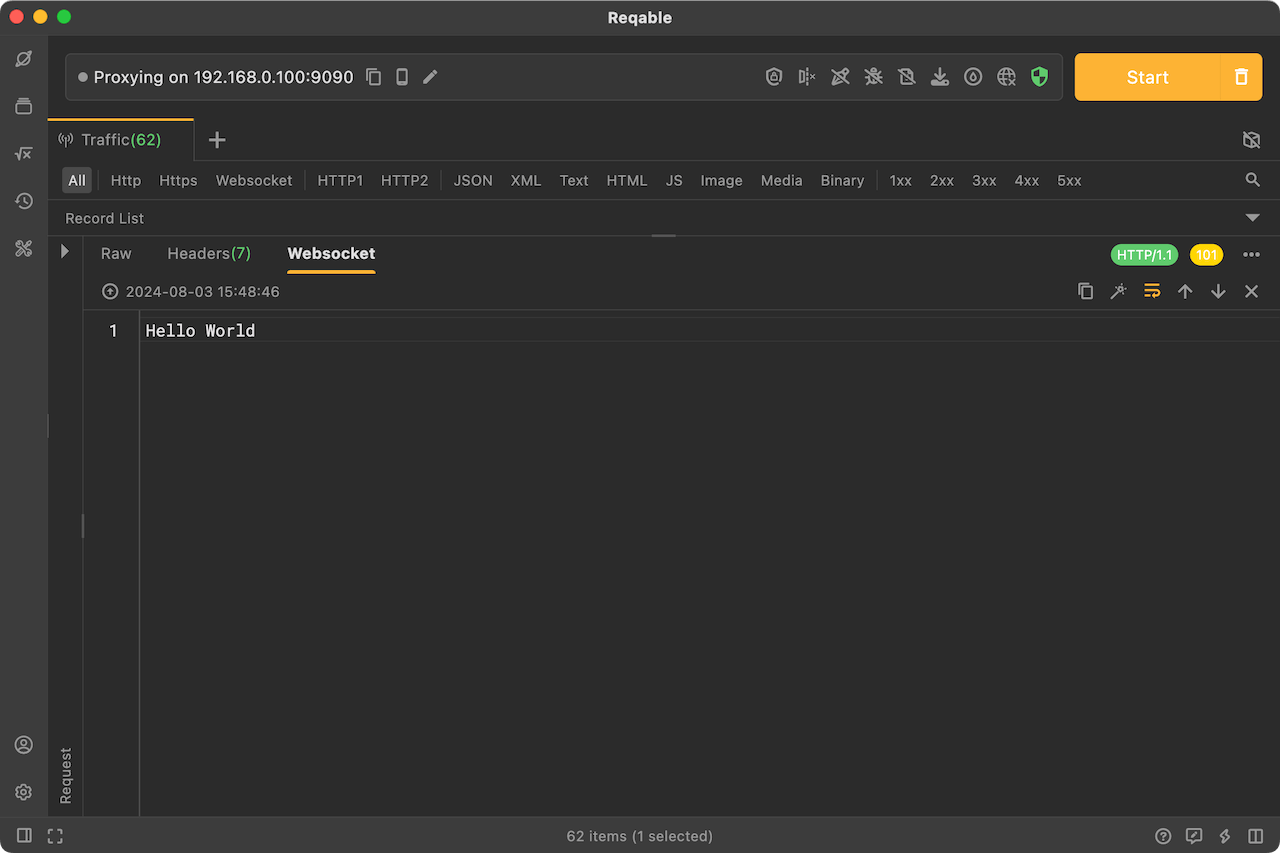 Reqable
Proxying on 192.168.0.100:9090
Start
Traffic(62)
All Http Https Websocket HTTP1 HTTP2 JSON XML Text HTML JS Image Media Binary 1xx 2xx 3xx 4xx 5xx
Record List
Raw Headers(7) Websocket HTTP/1.1 101
2024-08-03 15:48:46
1 Hello World
Request
62 items (1 selected)